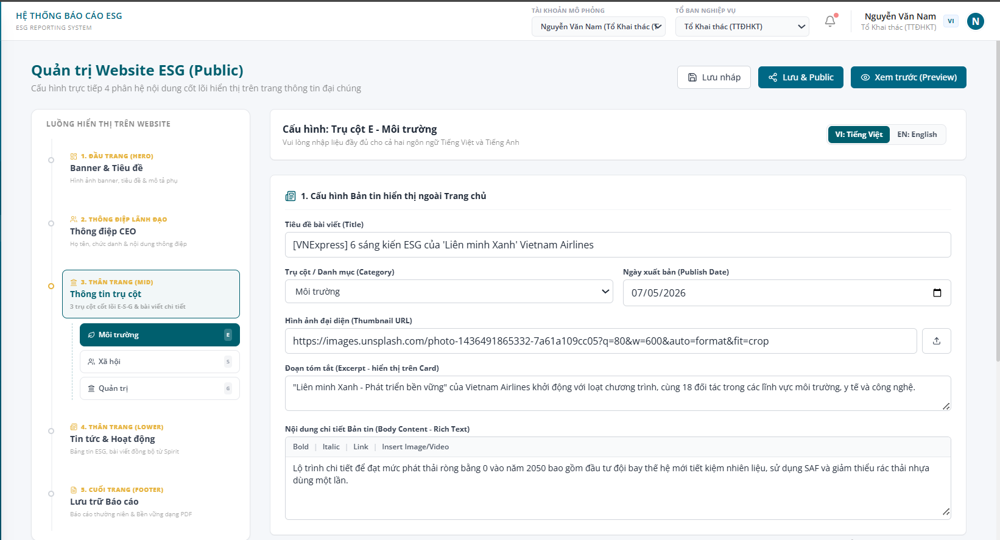 HỆ THỐNG BÁO CÁO ESG
ESG REPORTING SYSTEM
TÀI KHOẢN MÔ PHỎNG
Nguyễn Văn Nam (Tổ Khai thác (T
TỔ BAN NGHIỆP VỤ
Tổ Khai thác (TTĐHKT)
Nguyễn Văn Nam
Tổ Khai thác (TTĐHKT)
VI
N
Quản trị Website ESG (Public)
Cấu hình trực tiếp 4 phân hệ nội dung cốt lõi hiển thị trên trang thông tin đại chúng
Lưu nháp
Lưu & Public
Xem trước (Preview)
LUỒNG HIỂN THỊ TRÊN WEBSITE
1. ĐẦU TRANG (HERO)
Banner & Tiêu đề
Hình ảnh banner, tiêu đề & mô tả phụ
2. THÔNG ĐIỆP LÃNH ĐẠO
Thông điệp CEO
Họ tên, chức danh & nội dung thông điệp
3. THÂN TRANG (MID)
Thông tin trụ cột
3 trụ cột cốt lõi E-S-G & bài viết chi tiết
Môi trường
E
Xã hội
S
Quản trị
G
4. THÂN TRANG (LOWER)
Tin tức & Hoạt động
Bảng tin ESG, bài viết đồng bộ từ Spirit
5. CUỐI TRANG (FOOTER)
Lưu trữ Báo cáo
Báo cáo thường niên & Bền vững dạng PDF
Cấu hình: Trụ cột E - Môi trường
Vui lòng nhập liệu đầy đủ cho cả hai ngôn ngữ Tiếng Việt và Tiếng Anh
VI: Tiếng Việt
EN: English
1. Cấu hình Bản tin hiển thị ngoài Trang chủ
Tiêu đề bài viết (Title)
[VNExpress] 6 sáng kiến ESG của 'Liên minh Xanh' Vietnam Airlines
Trụ cột / Danh mục (Category)
Môi trường
Ngày xuất bản (Publish Date)
07/05/2026
Hình ảnh đại diện (Thumbnail URL)
https://images.unsplash.com/photo-1436491865332-7a61a109cc05?q=80&w=600&auto=format&fit=crop
Đoạn tóm tắt (Excerpt - hiển thị trên Card)
"Liên minh Xanh - Phát triển bền vững" của Vietnam Airlines khởi động với loạt chương trình, cùng 18 đối tác trong các lĩnh vực môi trường, y tế và công nghệ.
Nội dung chi tiết Bản tin (Body Content - Rich Text)
Bold | Italic | Link | Insert Image/Video
Lộ trình chi tiết để đạt mức phát thải ròng bằng 0 vào năm 2050 bao gồm đầu tư đội bay thế hệ mới tiết kiệm nhiên liệu, sử dụng SAF và giảm thiểu rác thải nhựa
dùng một lần.